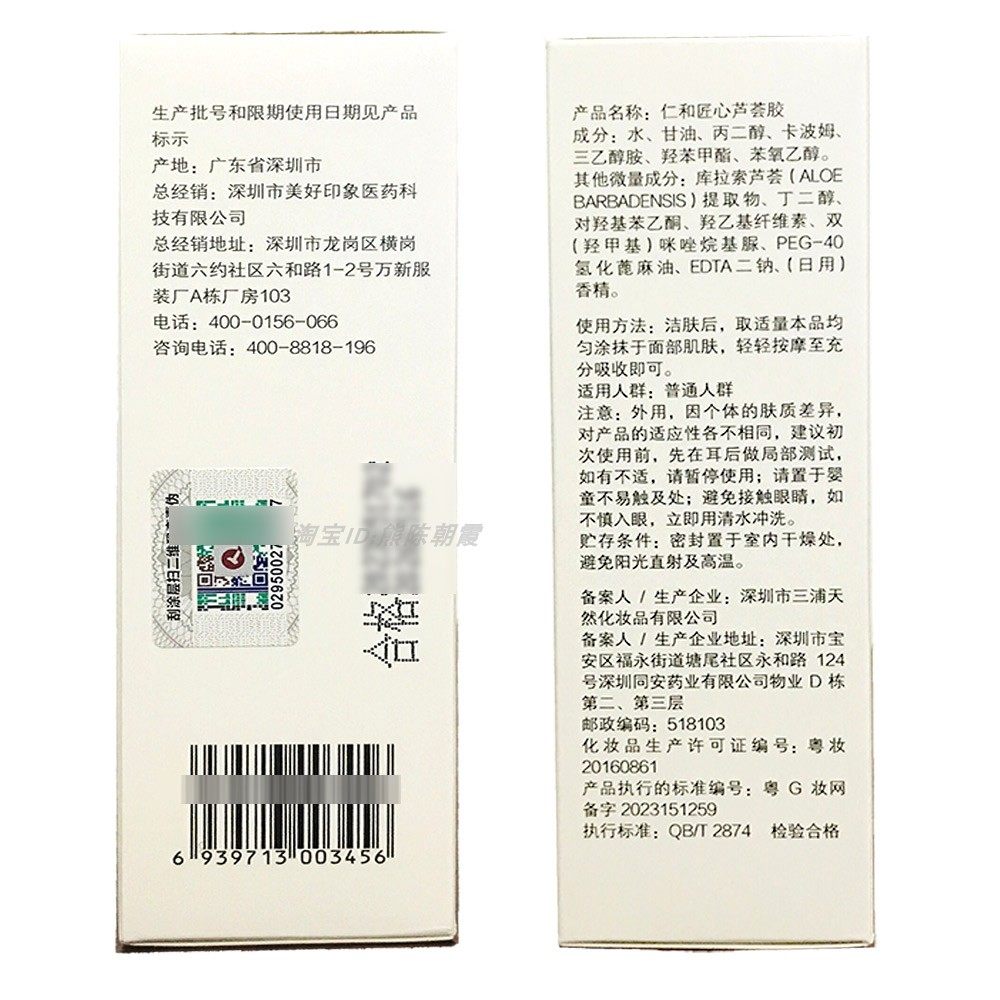 生产批号和限期使用日期见产品
标示
产地：广东省深圳市
总经销：深圳市美好印象医药科
技有限公司
总经销地址：深圳市龙岗区横岗
街道六约社区六和路1-2号万新服
装厂A栋厂房103
电话：400-0156-066
咨询电话：400-8818-196
刮涂层扫二维
伪
02950027
7
淘宝ID:熊陈朝霞
合格
6 939713 003456
产品名称：仁和匠心芦荟胶
成分：水、甘油、丙二醇、卡波姆、
三乙醇胺、羟苯甲酯、苯氧乙醇。
其他微量成分：库拉索芦荟（ALOE
BARBADENSIS）提取物、丁二醇、
对羟基苯乙酮、羟乙基纤维素、双
（羟甲基）咪唑烷基脲、PEG-40
氢化蓖麻油、EDTA二钠、（日用）
香精。
使用方法：洁肤后，取适量本品均
匀涂抹于面部肌肤，轻轻按摩至充
分吸收即可。
适用人群：普通人群
注意：外用，因个体的肤质差异，
对产品的适应性各不相同，建议初
次使用前，先在耳后做局部测试，
如有不适，请暂停使用；请置于婴
童不易触及处；避免接触眼睛，如
不慎入眼，立即用清水冲洗。
贮存条件：密封置于室内干燥处，
避免阳光直射及高温。
备案人 / 生产企业：深圳市三浦天
然化妆品有限公司
备案人 / 生产企业地址：深圳市宝
安区福永街道塘尾社区永和路 124
号深圳同安药业有限公司物业 D 栋
第二、第三层
邮政编码：518103
化妆品生产许可证编号：粤妆
20160861
产品执行的标准编号：粤 G 妆网
备字 2023151259
执行标准：QB/T 2874 检验合格